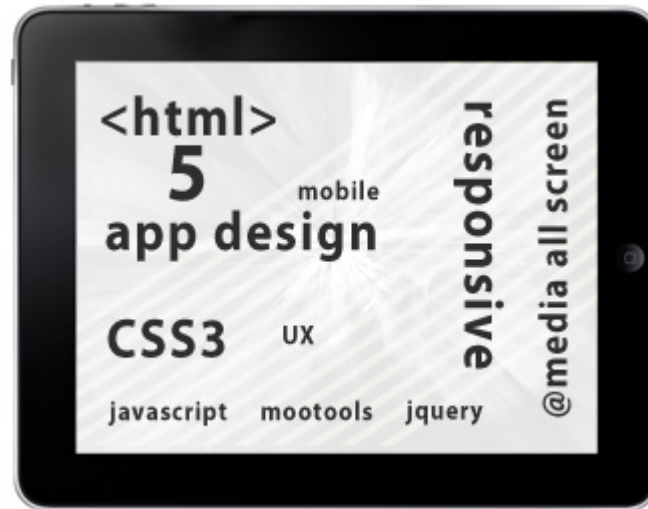 <html>
5
mobile
app design
CSS3
UX
javascript mootools jquery
responsive
@media all screen